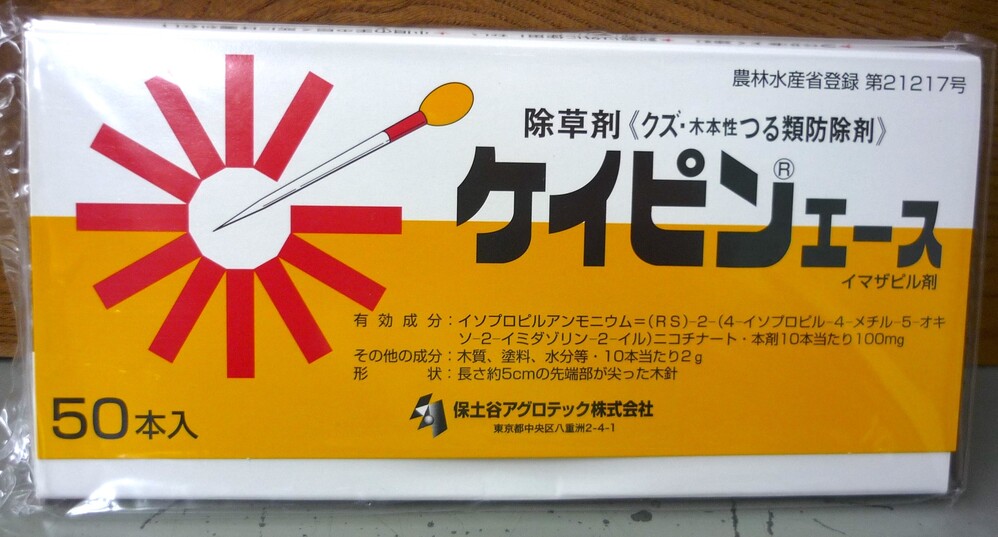 農林水産省登録 第21217号
除草剤《クズ・木本性つる類防除剤》
ケイピンエース®
イマザピル剤
有効成分：イソプロピルアンモニウム＝(RS)-2-(4-イソプロピル-4-メチル-5-オキ
ソ-2-イミダゾリン-2-イル)ニコチナート・本剤10本当たり100mg
その他の成分：木質、塗料、水分等・10本当たり2g
形状：長さ約5cmの先端部が尖った木針
50本入
保土谷アグロテック株式会社
東京都中央区八重洲2-4-1